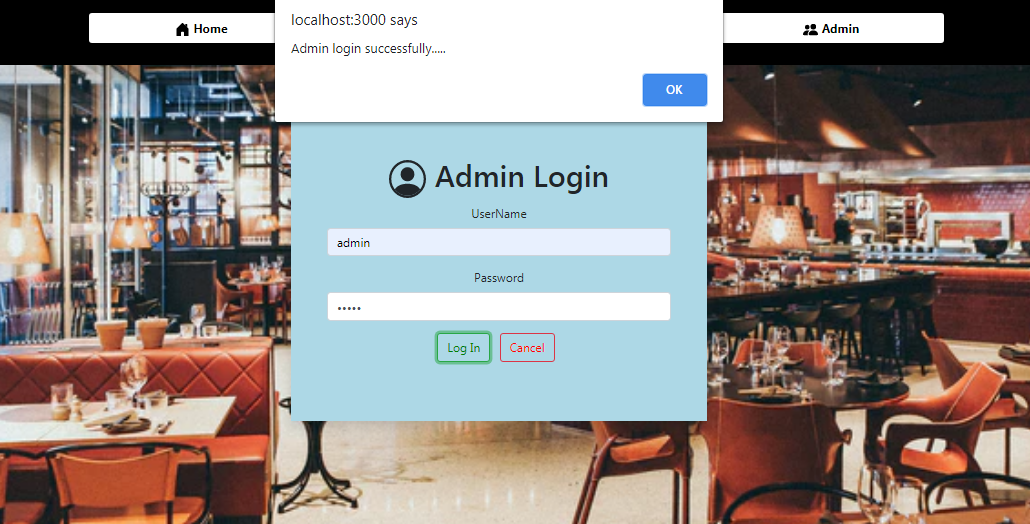 Home
localhost:3000 says
Admin login successfully.....
OK
Admin
Admin Login
UserName
admin
Password
•••••
Log In
Cancel